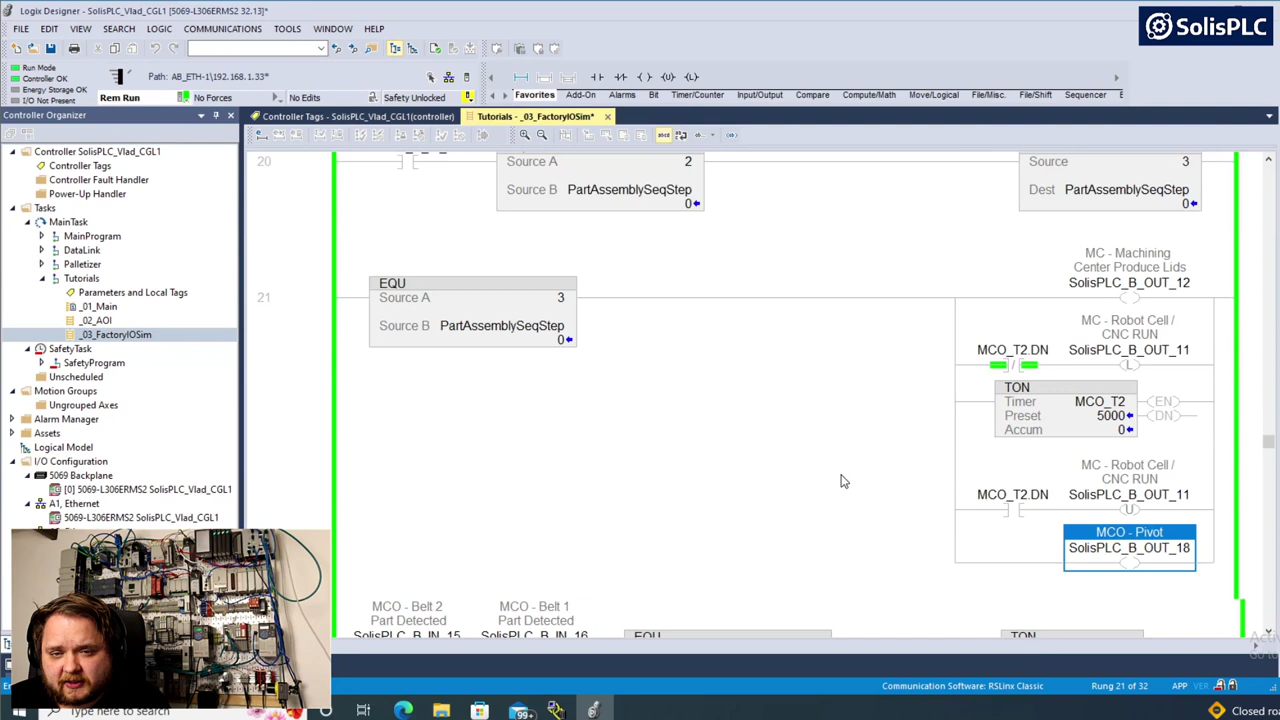 Logix Designer - SolisPLC_Vlad_CGL1 [5069-L306ERMS2 32.13]*
FILE EDIT VIEW SEARCH LOGIC COMMUNICATIONS TOOLS WINDOW HELP
SolisPLC
Run Mode
Controller OK
Energy Storage OK
I/O Not Present
Path: AB_ETH-1\192.168.1.33*
Rem Run
No Forces
No Edits
Safety Unlocked
Favorites Add-On Alarms Bit Timer/Counter Input/Output Compare Compute/Math Move/Logical File/Misc. File/Shift Sequencer
Controller Organizer
Controller Tags - SolisPLC_Vlad_CGL1(controller)
Tutorials - _03_FactoryIOSim*
Controller SolisPLC_Vlad_CGL1
Controller Tags
Controller Fault Handler
Power-Up Handler
Tasks
MainTask
MainProgram
DataLink
Palletizer
Tutorials
Parameters and Local Tags
_01_Main
_02_AOI
_03_FactoryIOSim
SafetyTask
SafetyProgram
Unscheduled
Motion Groups
Ungrouped Axes
Alarm Manager
Assets
Logical Model
I/O Configuration
5069 Backplane
[0] 5069-L306ERMS2 SolisPLC_Vlad_CGL1
A1, Ethernet
5069-L306ERMS2 SolisPLC_Vlad_CGL1
20
Source A 2
Source B PartAssemblySeqStep
0
Source 3
Dest PartAssemblySeqStep
0
21
EQU
Source A 3
Source B PartAssemblySeqStep
0
MC - Machining
Center Produce Lids
SolisPLC_B_OUT_12
MC - Robot Cell /
CNC RUN
MCO_T2.DN SolisPLC_B_OUT_11
L
TON
Timer MCO_T2
Preset 5000
Accum 0
EN
DN
MC - Robot Cell /
CNC RUN
MCO_T2.DN SolisPLC_B_OUT_11
U
MCO - Pivot
SolisPLC_B_OUT_18
MCO - Belt 2
Part Detected
SolisPLC_B_IN_15
MCO - Belt 1
Part Detected
SolisPLC_B_IN_16
EQU
TON
Communication Software: RSLinx Classic
Rung 21 of 32
APP
VER
Type here to search
99+
Closed roa